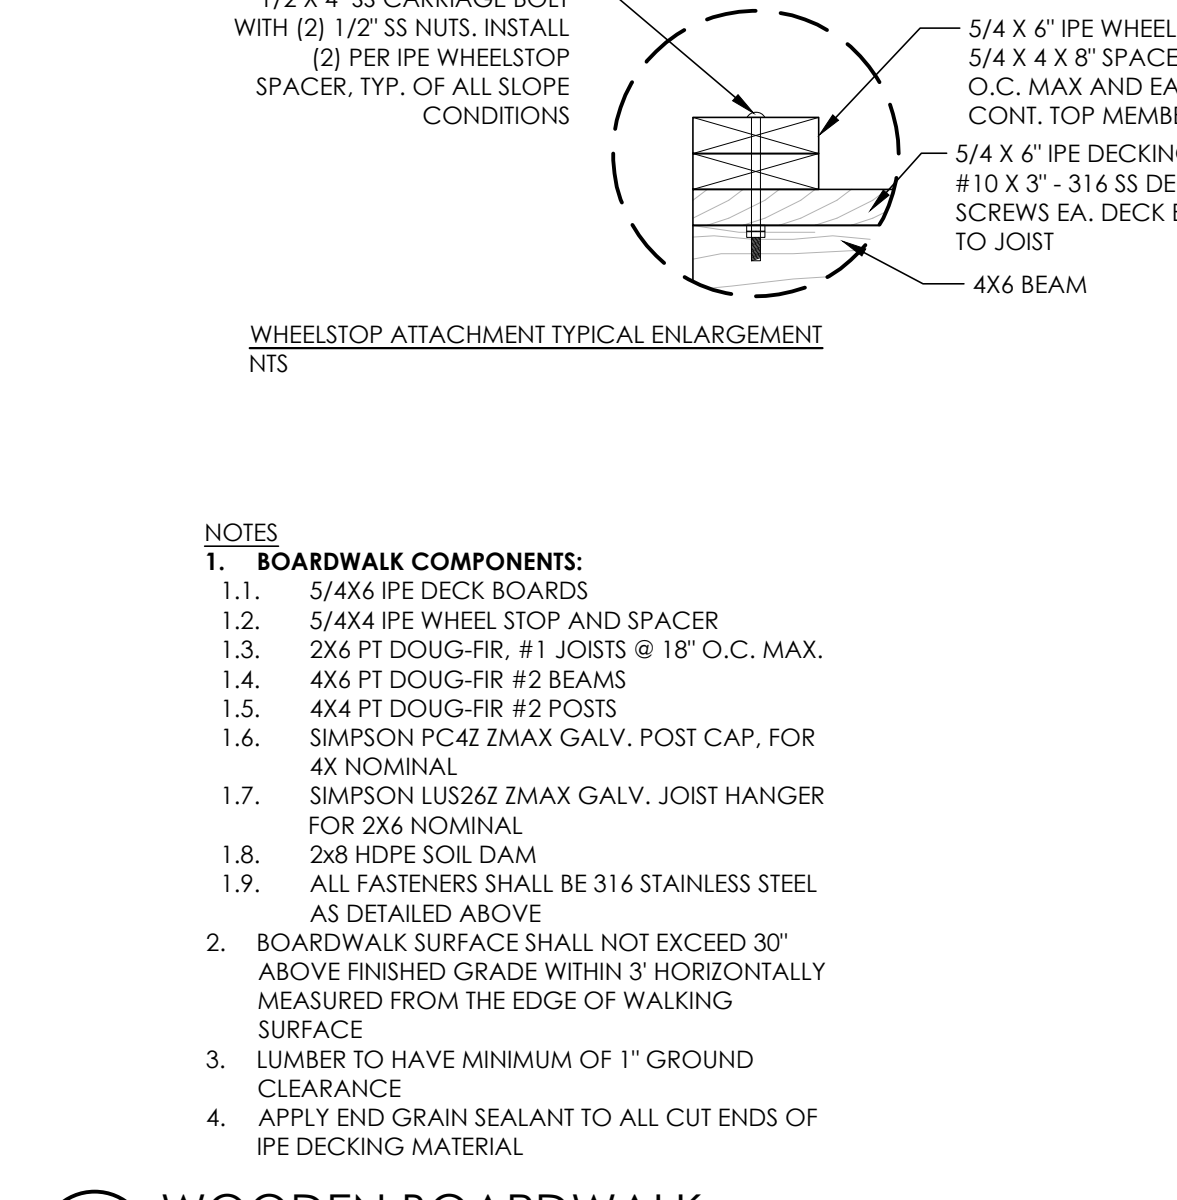 1/2 X 4" SS CARRIAGE BOLT
WITH (2) 1/2" SS NUTS. INSTALL
(2) PER IPE WHEELSTOP
SPACER, TYP. OF ALL SLOPE
CONDITIONS
5/4 X 6" IPE WHEEL
5/4 X 4 X 8" SPACE
O.C. MAX AND EA
CONT. TOP MEMB
5/4 X 6" IPE DECKIN
#10 X 3" - 316 SS DE
SCREWS EA. DECK
TO JOIST
4X6 BEAM
WHEELSTOP ATTACHMENT TYPICAL ENLARGEMENT
NTS
NOTES
1. BOARDWALK COMPONENTS:
1.1. 5/4X6 IPE DECK BOARDS
1.2. 5/4X4 IPE WHEEL STOP AND SPACER
1.3. 2X6 PT DOUG-FIR, #1 JOISTS @ 18" O.C. MAX.
1.4. 4X6 PT DOUG-FIR #2 BEAMS
1.5. 4X4 PT DOUG-FIR #2 POSTS
1.6. SIMPSON PC4Z ZMAX GALV. POST CAP, FOR
4X NOMINAL
1.7. SIMPSON LUS26Z ZMAX GALV. JOIST HANGER
FOR 2X6 NOMINAL
1.8. 2x8 HDPE SOIL DAM
1.9. ALL FASTENERS SHALL BE 316 STAINLESS STEEL
AS DETAILED ABOVE
2. BOARDWALK SURFACE SHALL NOT EXCEED 30"
ABOVE FINISHED GRADE WITHIN 3' HORIZONTALLY
MEASURED FROM THE EDGE OF WALKING
SURFACE
3. LUMBER TO HAVE MINIMUM OF 1" GROUND
CLEARANCE
4. APPLY END GRAIN SEALANT TO ALL CUT ENDS OF
IPE DECKING MATERIAL
WOODEN BOARDWALK